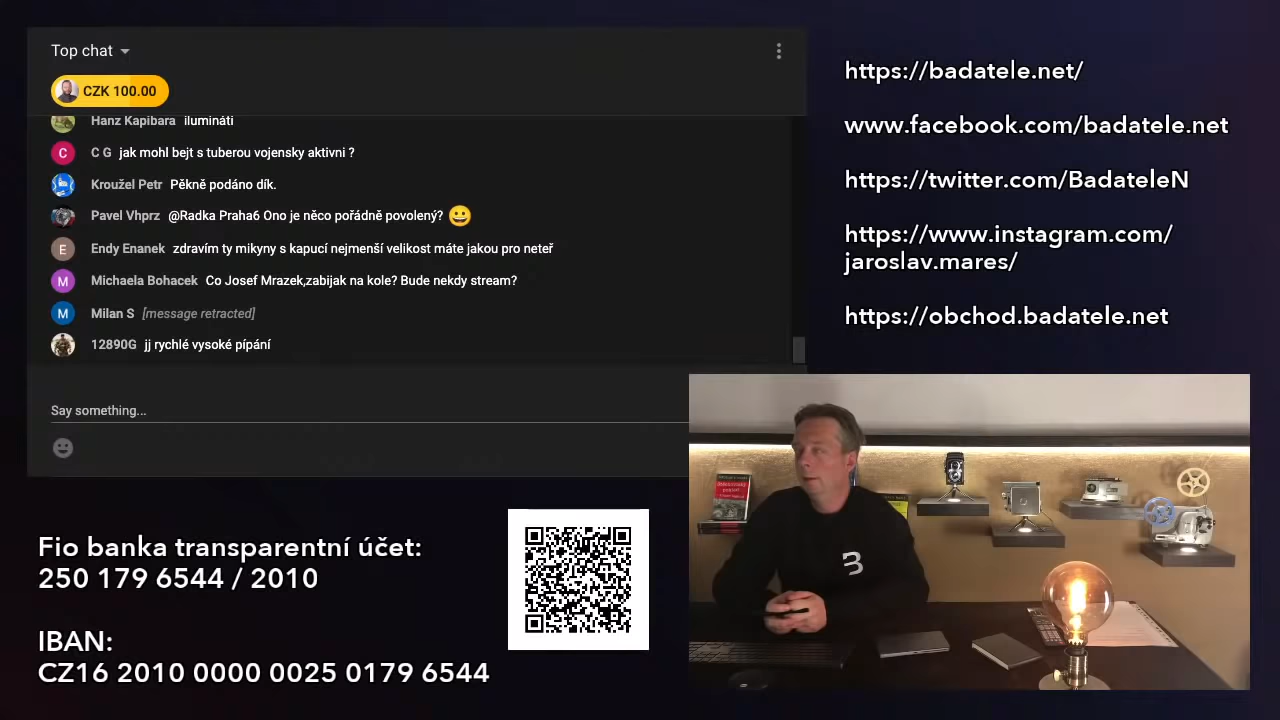 Top chat
CZK 100.00
Hanz Kapibara ilumináti
C G jak mohl bejt s tuberou vojensky aktivni ?
Kroužel Petr Pěkně podáno dík.
Pavel Vhprz @Radka Praha6 Ono je něco pořádně povolený? 😀
E Endy Enanek zdravím ty mikyny s kapucí nejmenší velikost máte jakou pro neteř
M Michaela Bohacek Co Josef Mrazek,zabijak na kole? Bude nekdy stream?
M Milan S [message retracted]
12890G jj rychlé vysoké pípání
Say something...
https://badatele.net/
www.facebook.com/badatele.net
https://twitter.com/BadateleN
https://www.instagram.com/
jaroslav.mares/
https://obchod.badatele.net
Fio banka transparentní účet:
250 179 6544 / 2010
IBAN:
CZ16 2010 0000 0025 0179 6544